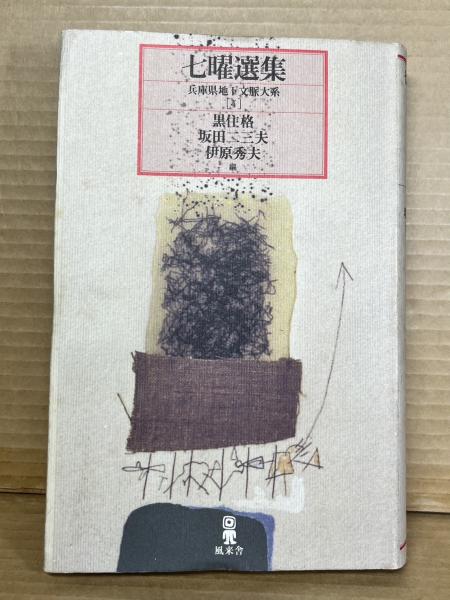 七曜選集
兵庫県地下文脈大系
黒住格
坂田二三夫
伊原秀夫
編
風来舎